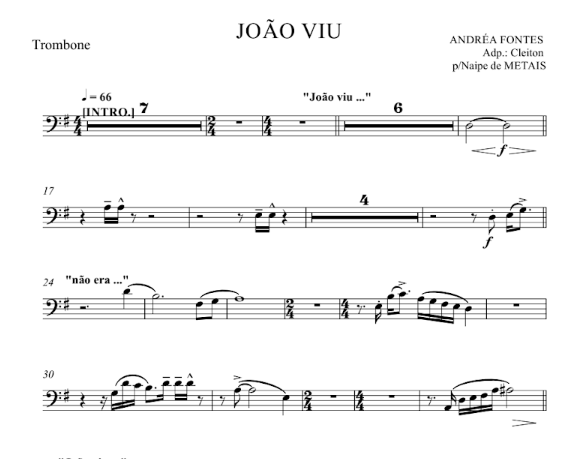 JOÃO VIU
Trombone
ANDRÉA FONTES
Adp.: Cleiton
p/Naipe de METAIS
♩ = 66
[INTRO.]
7
"João viu ..."
6
f
17
4
f
24
"não era ..."
30